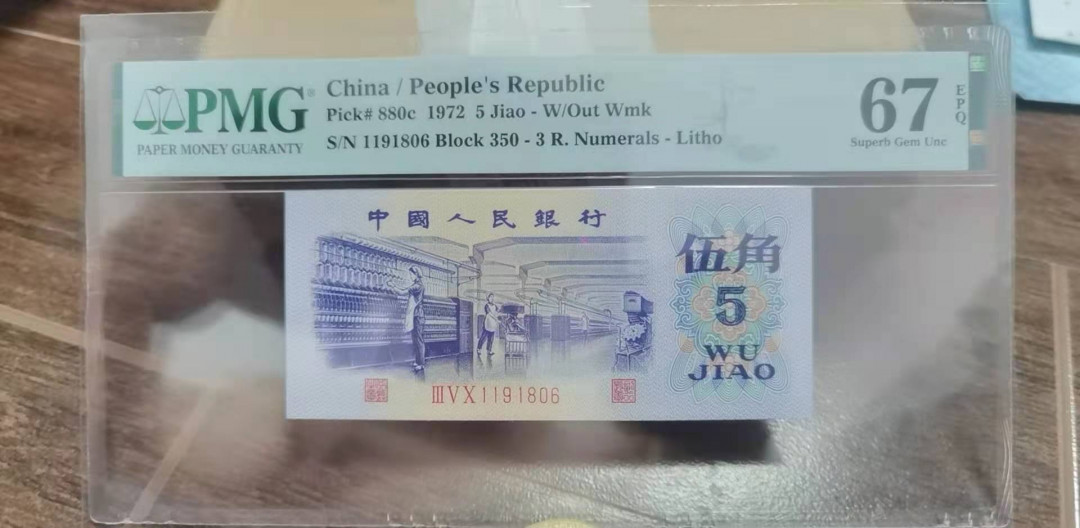 PMG
PAPER MONEY GUARANTY
China / People's Republic
Pick# 880c 1972 5 Jiao - W/Out Wmk
S/N 1191806 Block 350 - 3 R. Numerals - Litho
67
EPQ
Superb Gem Unc
中國人民銀行
伍角
5
WU
JIAO
ⅢⅤⅩ1191806